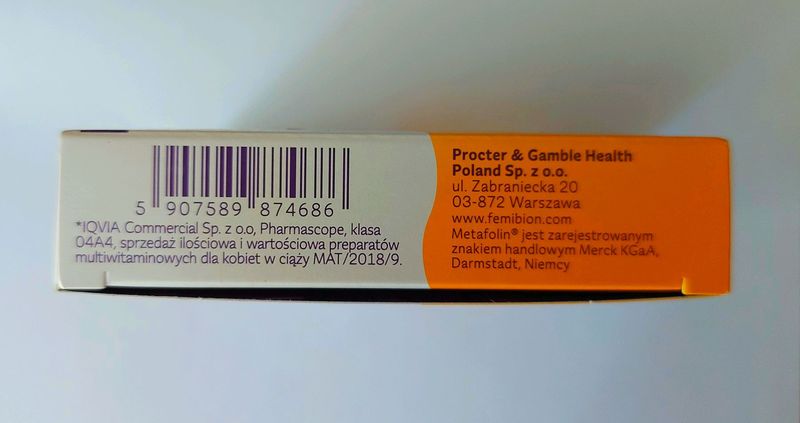 5 907589 874686
*IQVIA Commercial Sp. z o.o, Pharmascope, klasa
04A4, sprzedaż ilościowa i wartościowa preparatów
multiwitaminowych dla kobiet w ciąży MAT/2018/9.
Procter & Gamble Health
Poland Sp. z o.o.
ul. Zabraniecka 20
03-872 Warszawa
www.femibion.com
Metafolin® jest zarejestrowanym
znakiem handlowym Merck KGaA,
Darmstadt, Niemcy